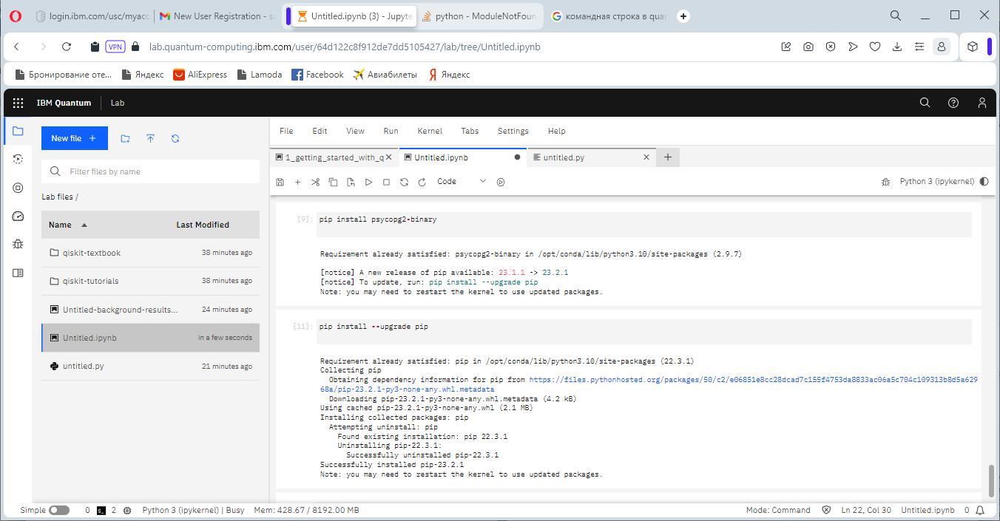 login.ibm.com/usc/myacc
New User Registration - s
Untitled.ipynb (3) - Jupyte
python - ModuleNotFoun
командная строка в quar
VPN
lab.quantum-computing.ibm.com/user/64d122c8f912de7dd5105427/lab/tree/Untitled.ipynb
Бронирование оте...
Яндекс
AliExpress
Lamoda
Facebook
Авиабилеты
Яндекс
IBM Quantum
Lab
New file +
Filter files by name
Lab files /
Name
Last Modified
qiskit-textbook
38 minutes ago
qiskit-tutorials
38 minutes ago
Untitled-background-results...
24 minutes ago
Untitled.ipynb
in a few seconds
untitled.py
21 minutes ago
File Edit View Run Kernel Tabs Settings Help
1_getting_started_with_q
Untitled.ipynb
untitled.py
Code
Python 3 (ipykernel)
[9]: pip install psycopg2-binary
Requirement already satisfied: psycopg2-binary in /opt/conda/lib/python3.10/site-packages (2.9.7)
[notice] A new release of pip available: 23.1.1 -> 23.2.1
[notice] To update, run: pip install --upgrade pip
Note: you may need to restart the kernel to use updated packages.
[11]: pip install --upgrade pip
Requirement already satisfied: pip in /opt/conda/lib/python3.10/site-packages (22.3.1)
Collecting pip
Obtaining dependency information for pip from https://files.pythonhosted.org/packages/50/c2/e06851e8cc28dcad7c155f4753da8833ac06a5c704c109313b8d5a629
68a/pip-23.2.1-py3-none-any.whl.metadata
Downloading pip-23.2.1-py3-none-any.whl.metadata (4.2 kB)
Using cached pip-23.2.1-py3-none-any.whl (2.1 MB)
Installing collected packages: pip
Attempting uninstall: pip
Found existing installation: pip 22.3.1
Uninstalling pip-22.3.1:
Successfully uninstalled pip-22.3.1
Successfully installed pip-23.2.1
Note: you may need to restart the kernel to use updated packages.
Simple
0
2
Python 3 (ipykernel) | Busy
Mem: 428.67 / 8192.00 MB
Mode: Command
Ln 22, Col 30
Untitled.ipynb
0